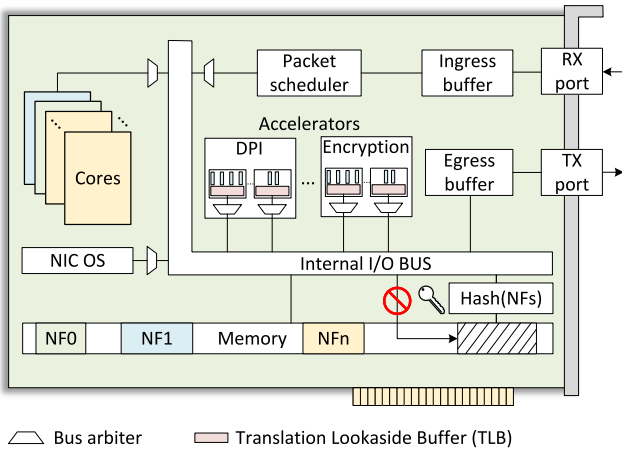 Packet
scheduler
Ingress
buffer
RX
port
Accelerators
DPI
Encryption
...
Egress
buffer
TX
port
Cores
NIC OS
Internal I/O BUS
Hash(NFs)
NF0
NF1
Memory
NFn
Bus arbiter
Translation Lookaside Buffer (TLB)